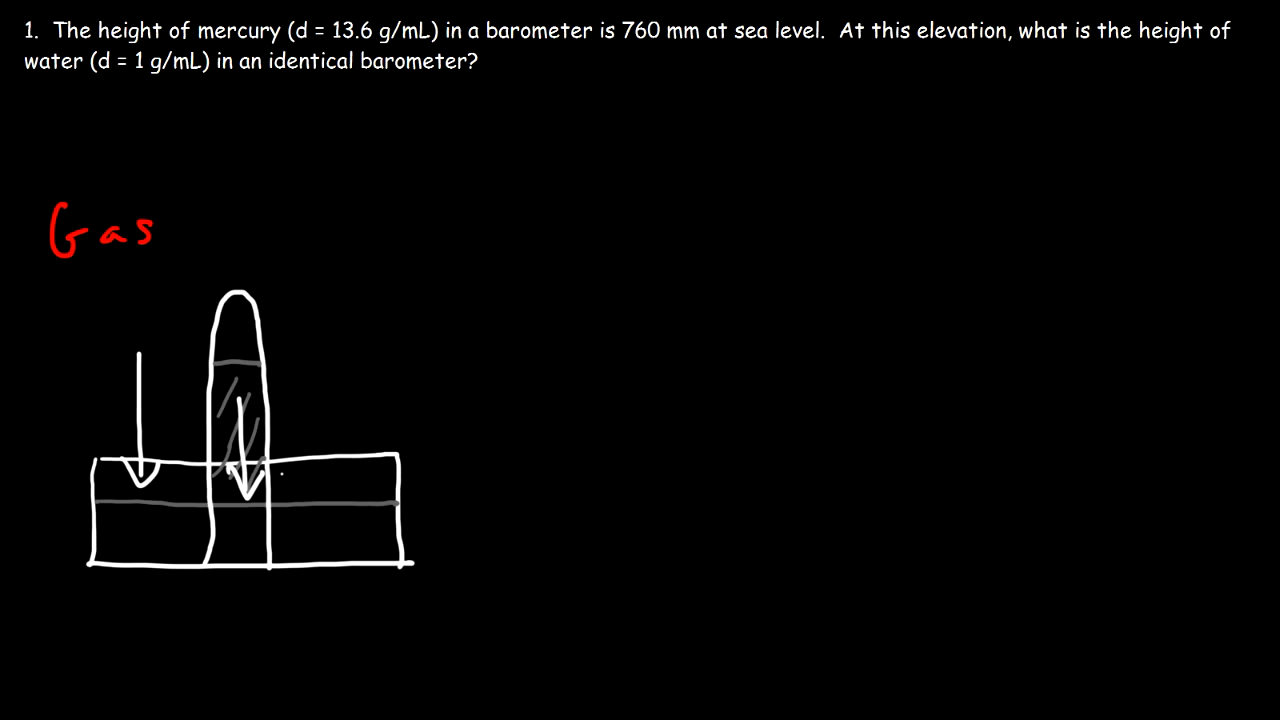 1. The height of mercury (d = 13.6 g/mL) in a barometer is 760 mm at sea level. At this elevation, what is the height of
water (d = 1 g/mL) in an identical barometer?
Gas